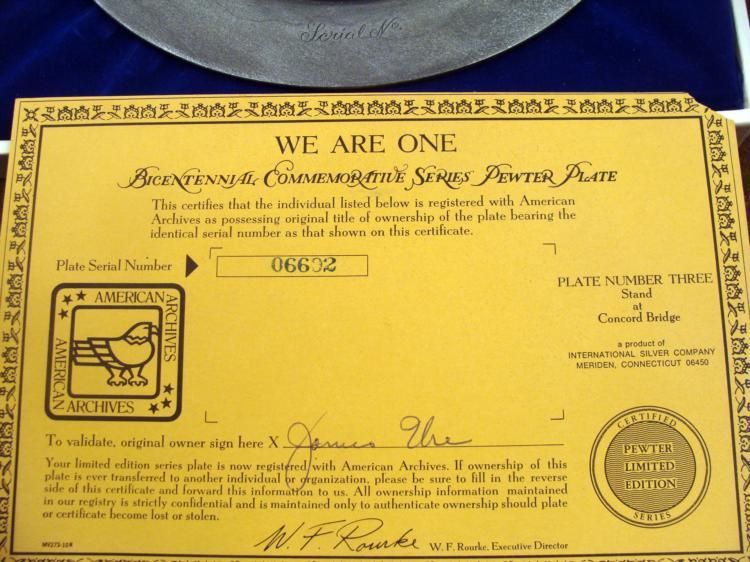 Serial No.
WE ARE ONE
BICENTENNIAL COMMEMORATIVE SERIES PEWTER PLATE
This certifies that the individual listed below is registered with American
Archives as possessing original title of ownership of the plate bearing the
identical serial number as that shown on this certificate.
Plate Serial Number
06692
PLATE NUMBER THREE
Stand
at
Concord Bridge
a product of
INTERNATIONAL SILVER COMPANY
MERIDEN, CONNECTICUT 06450
AMERICAN ARCHIVES
AMERICAN ARCHIVES
To validate, original owner sign here X James
Your limited edition series plate is now registered with American Archives. If ownership of this
plate is ever transferred to another individual or organization, please be sure to fill in the reverse
side of this certificate and forward this information to us. All ownership information maintained
in our registry is strictly confidential and is maintained only to authenticate ownership should plate
or certificate become lost or stolen.
CERTIFIED
PEWTER
LIMITED
EDITION
SERIES
W. F. Rourke
W. F. Rourke, Executive Director